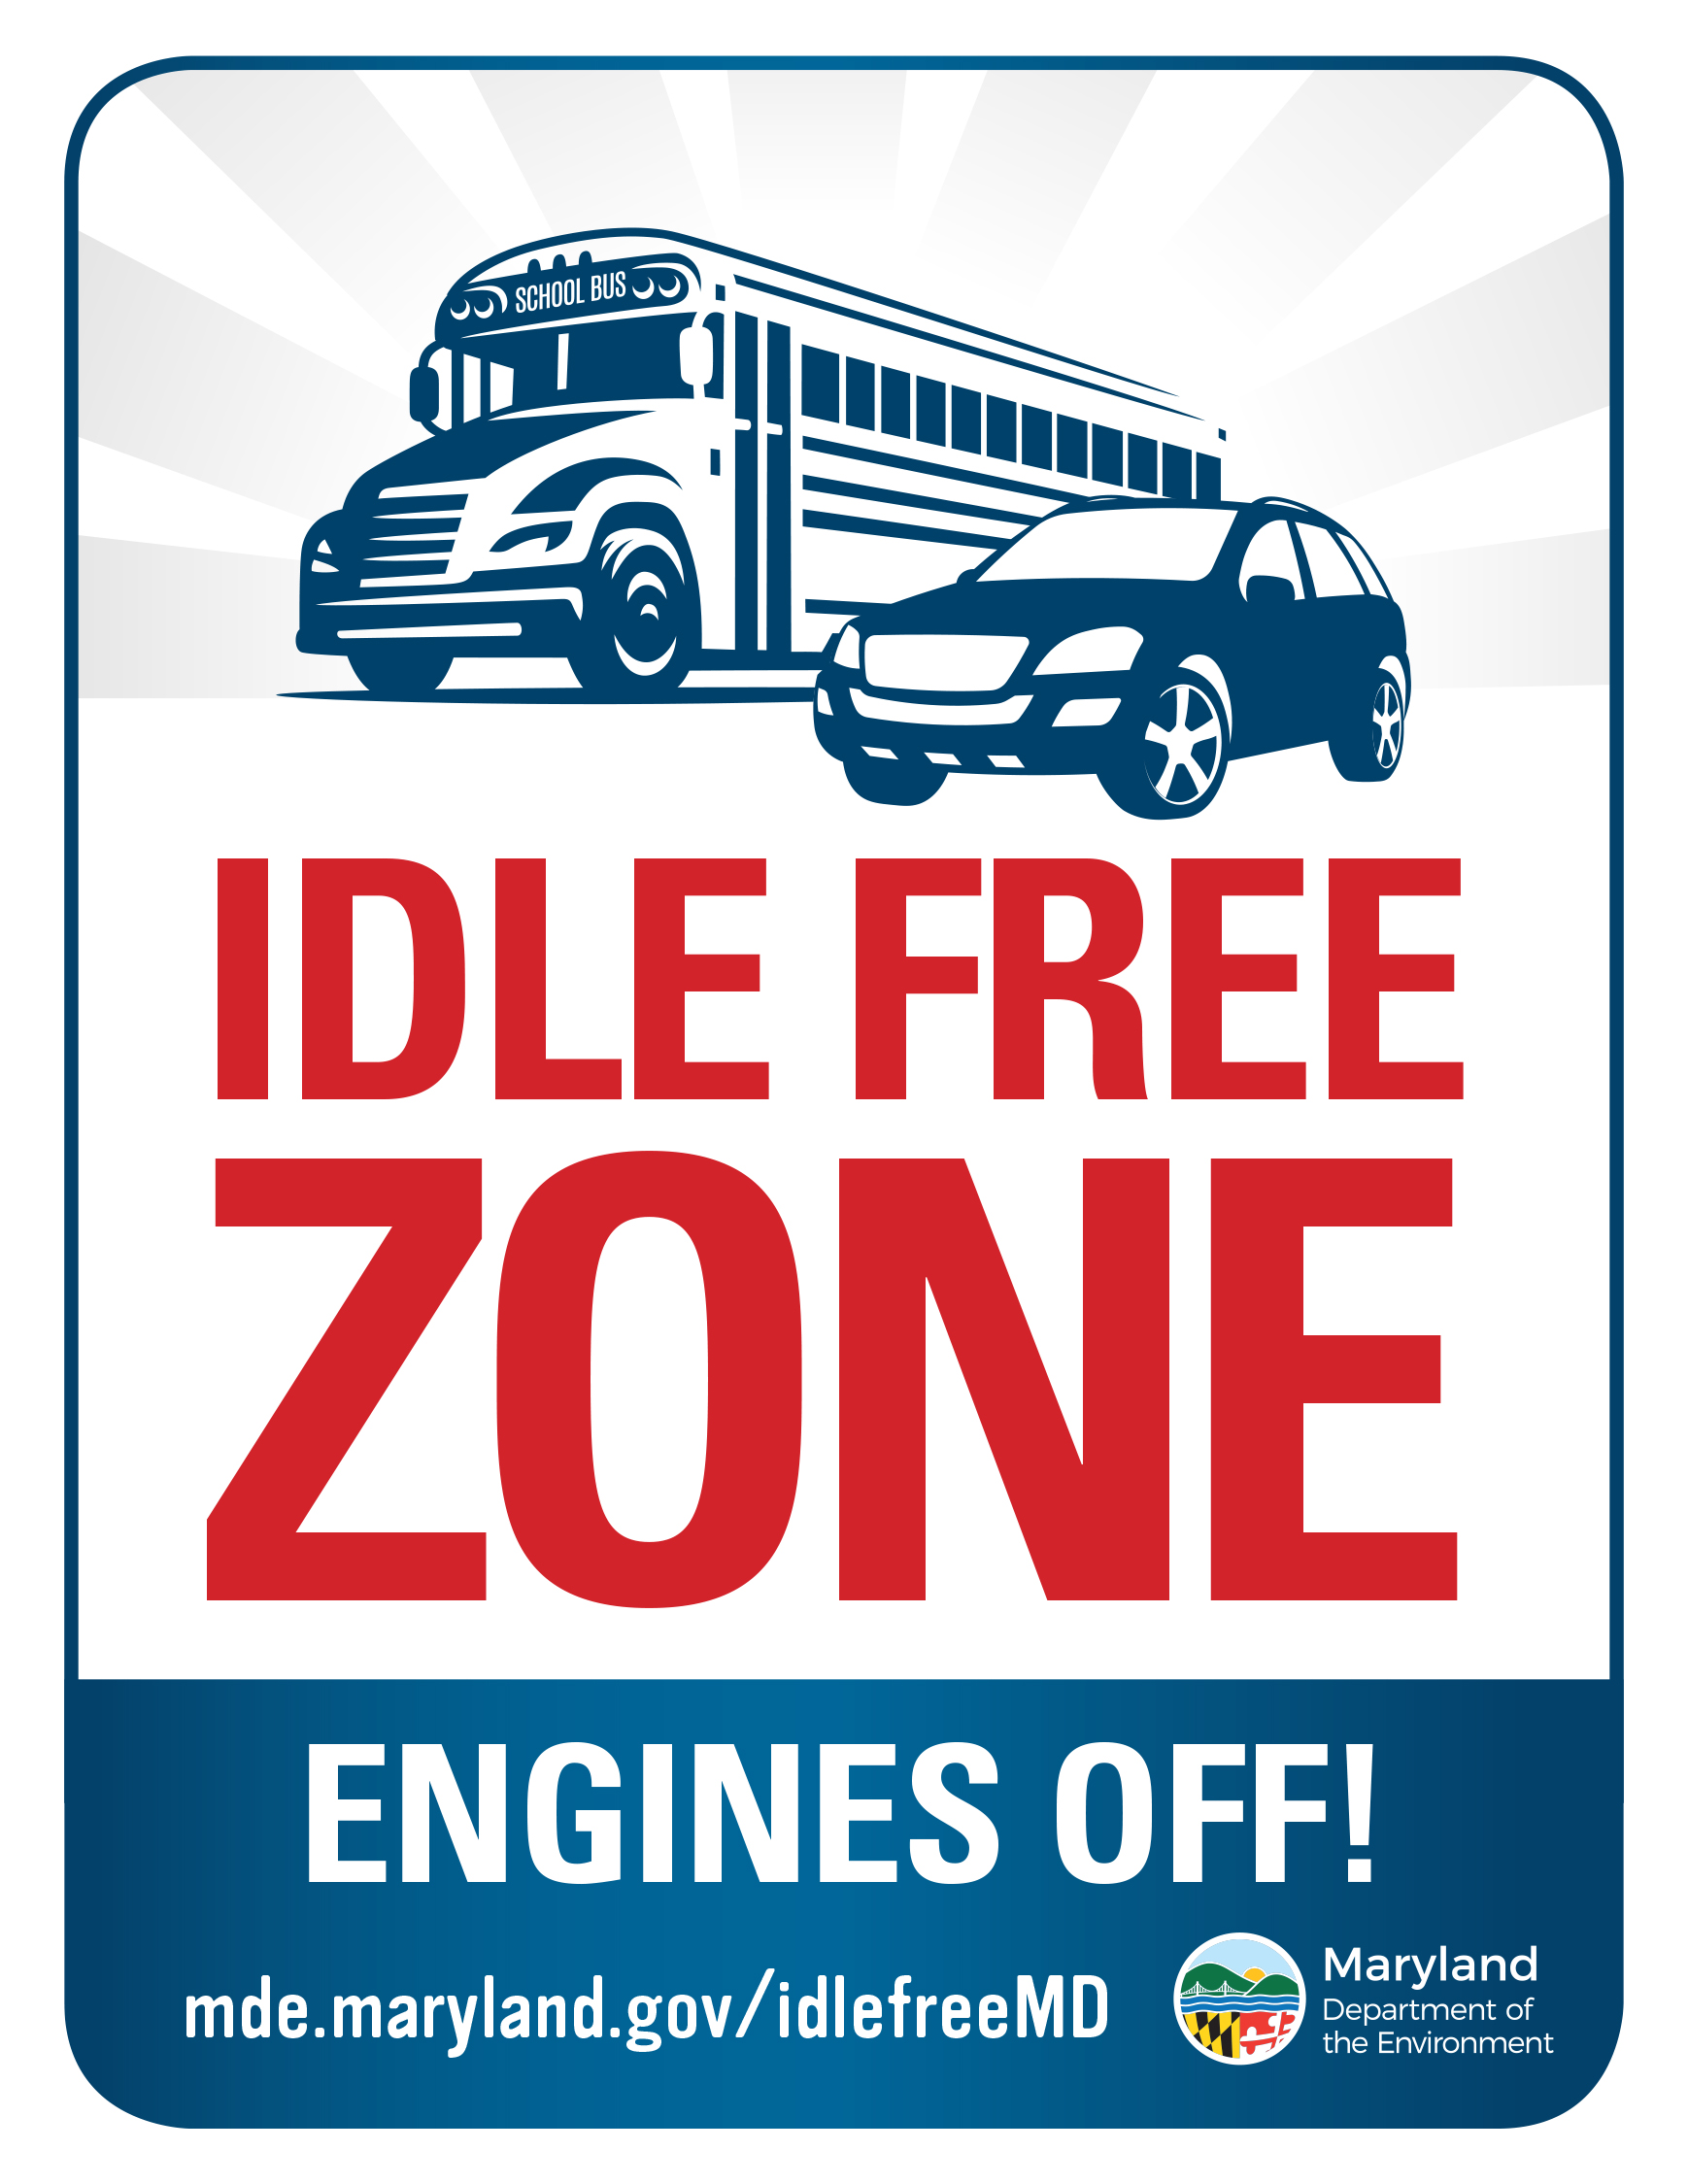 SCHOOL BUS
IDLE FREE
ZONE
ENGINES OFF!
mde.maryland.gov/idlefreeMD
Maryland
Department of
the Environment